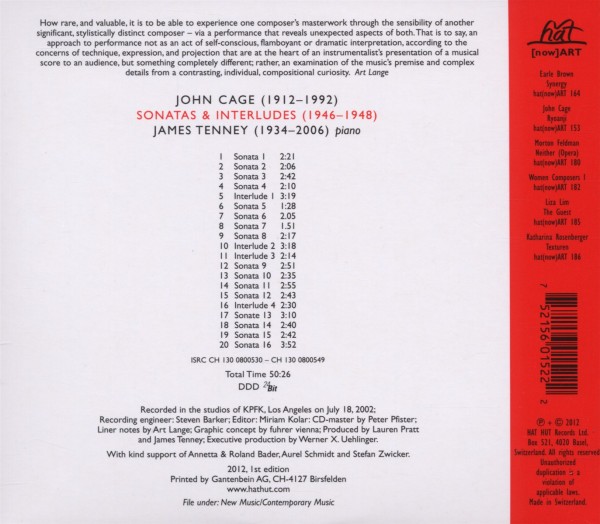 How rare, and valuable, it is to be able to experience one composer's masterwork through the sensibility of another
significant, stylistically distinct composer – via a performance that reveals unexpected aspects of both. That is to say, an
approach to performance not as an act of self-conscious, flamboyant or dramatic interpretation, according to the
concerns of technique, expression, and projection that are at the heart of an instrumentalist's presentation of a musical
score to an audience, but something completely different; rather, an examination of the music's premise and complex
details from a contrasting, individual, compositional curiosity. Art Lange
JOHN CAGE (1912–1992)
SONATAS & INTERLUDES (1946–1948)
JAMES TENNEY (1934–2006) piano
1 Sonata 1 2:21
2 Sonata 2 2:06
3 Sonata 3 2:42
4 Sonata 4 2:10
5 Interlude 1 3:19
6 Sonata 5 1:28
7 Sonata 6 2.05
8 Sonata 7 1.51
9 Sonata 8 2:17
10 Interlude 2 3:18
11 Interlude 3 2:14
12 Sonata 9 2:51
13 Sonata 10 2:35
14 Sonata 11 2:55
15 Sonata 12 2:43
16 Interlude 4 2:30
17 Sonate 13 3:10
18 Sonata 14 2:40
19 Sonata 15 2:42
20 Sonata 16 3:52
ISRC CH 130 0800530 – CH 130 0800549
Total Time 50:26
DDD 24 Bit
Recorded in the studios of KPFK, Los Angeles on July 18, 2002;
Recording engineer: Steven Barker; Editor: Miriam Kolar; CD-master by Peter Pfister;
Liner notes by Art Lange; Graphic concept by fuhrer vienna; Produced by Lauren Pratt
and James Tenney; Executive production by Werner X. Uehlinger.
With kind support of Annetta & Roland Bader, Aurel Schmidt and Stefan Zwicker.
2012, 1st edition
Printed by Gantenbein AG, CH-4127 Birsfelden
www.hathut.com
File under: New Music/Contemporary Music
hat
[now]ART
Earle Brown
Synergy
hat[now]ART 164
John Cage
Ryoanji
hat[now]ART 153
Morton Feldman
Neither (Opera)
hat[now]ART 180
Women Composers 1
hat[now]ART 182
Liza Lim
The Guest
hat[now]ART 185
Katharina Rosenberger
Texturen
hat[now]ART 186
7 52156 01522 2
℗ + © 2012
HAT HUT Records Ltd.
Box 521, 4020 Basel,
Switzerland. All rights reserved.
Unauthorized
duplication is a
violation of
applicable laws.
Made in Switzerland.